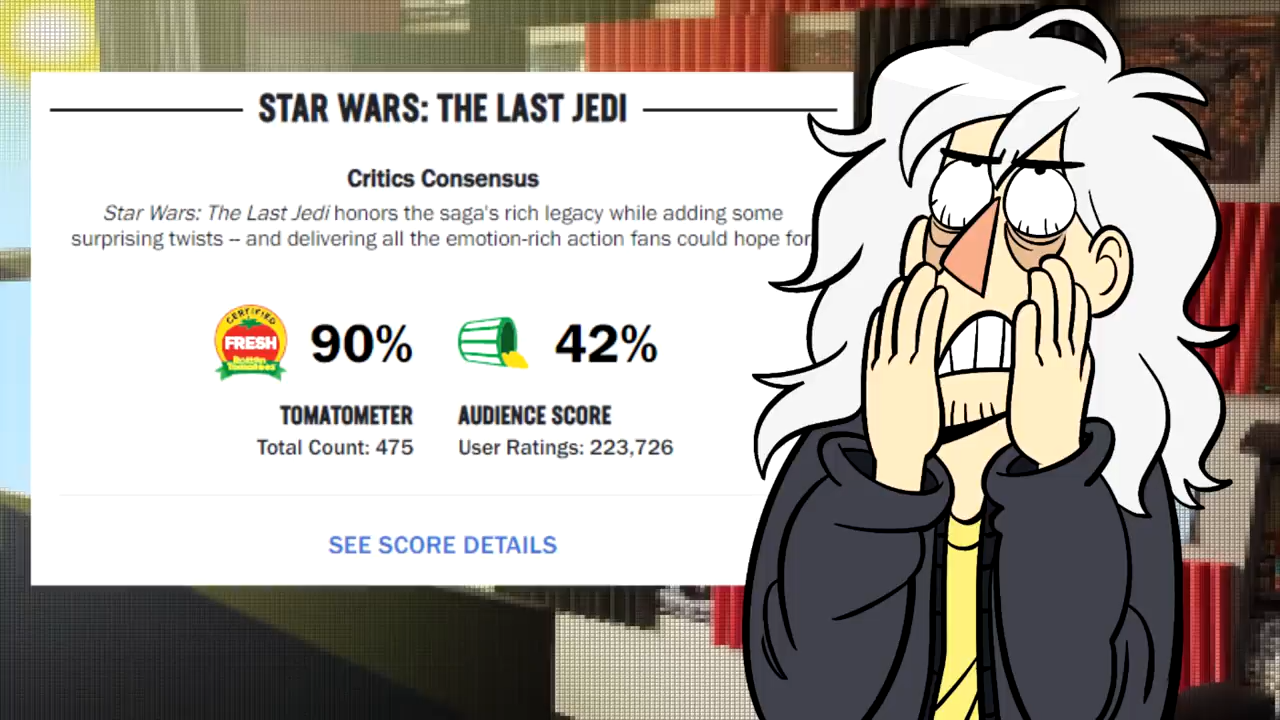 STAR WARS: THE LAST JEDI
Critics Consensus
Star Wars: The Last Jedi honors the saga's rich legacy while adding some
surprising twists -- and delivering all the emotion-rich action fans could hope for.
CERTIFIED
FRESH
Rotten
Tomatoes
90%
42%
TOMATOMETER
AUDIENCE SCORE
Total Count: 475
User Ratings: 223,726
SEE SCORE DETAILS